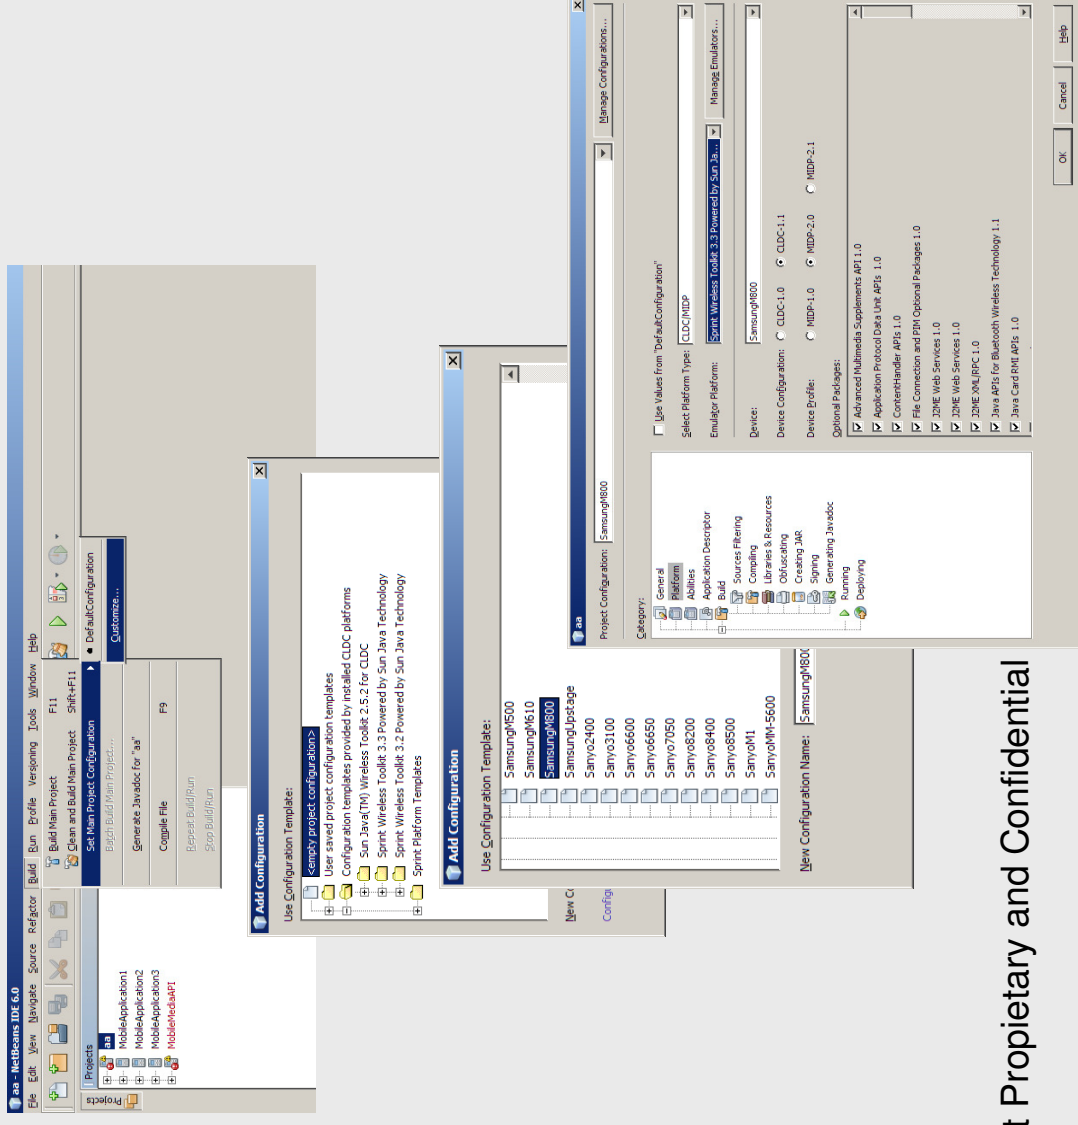 aa - NetBeans IDE 6.0
File Edit View Navigate Source Refactor Build Run Profile Versioning Tools Window Help
Projects
Projects
aa
MobileApplication1
MobileApplication2
MobileApplication3
MobileMediaAPI
Build Main Project F11
Clean and Build Main Project Shift+F11
Set Main Project Configuration
Batch Build Main Project...
Generate Javadoc for "aa"
Compile File F9
Repeat Build/Run
Stop Build/Run
DefaultConfiguration
Customize...
Add Configuration
Use Configuration Template:
<empty project configuration>
User saved project configuration templates
Configuration templates provided by installed CLDC platforms
Sun Java(TM) Wireless Toolkit 2.5.2 for CLDC
Sprint Wireless Toolkit 3.3 Powered by Sun Java Technology
Sprint Wireless Toolkit 3.2 Powered by Sun Java Technology
Sprint Platform Templates
New Co
Configu
Add Configuration
Use Configuration Template:
SamsungM500
SamsungM610
SamsungM800
SamsungUpstage
Sanyo2400
Sanyo3100
Sanyo6600
Sanyo6650
Sanyo7050
Sanyo8200
Sanyo8400
Sanyo8500
SanyoM1
SanyoMM-5600
New Configuration Name: SamsungM800
aa
Project Configuration: SamsungM800 Manage Configurations...
Category:
General
Platform
Abilities
Application Descriptor
Build
Sources Filtering
Compiling
Libraries & Resources
Obfuscating
Creating JAR
Signing
Generating Javadoc
Running
Deploying
Use Values from "DefaultConfiguration"
Select Platform Type: CLDC/MIDP
Emulator Platform: Sprint Wireless Toolkit 3.3 Powered by Sun Ja... Manage Emulators...
Device: SamsungM800
Device Configuration: CLDC-1.0 CLDC-1.1
Device Profile: MIDP-1.0 MIDP-2.0 MIDP-2.1
Optional Packages:
Advanced Multimedia Supplements API 1.0
Application Protocol Data Unit APIs 1.0
ContentHandler APIs 1.0
File Connection and PIM Optional Packages 1.0
J2ME Web Services 1.0
J2ME Web Services 1.0
J2ME XML/RPC 1.0
Java APIs for Bluetooth Wireless Technology 1.1
Java Card RMI APIs 1.0
OK Cancel Help
t Propietary and Confidential